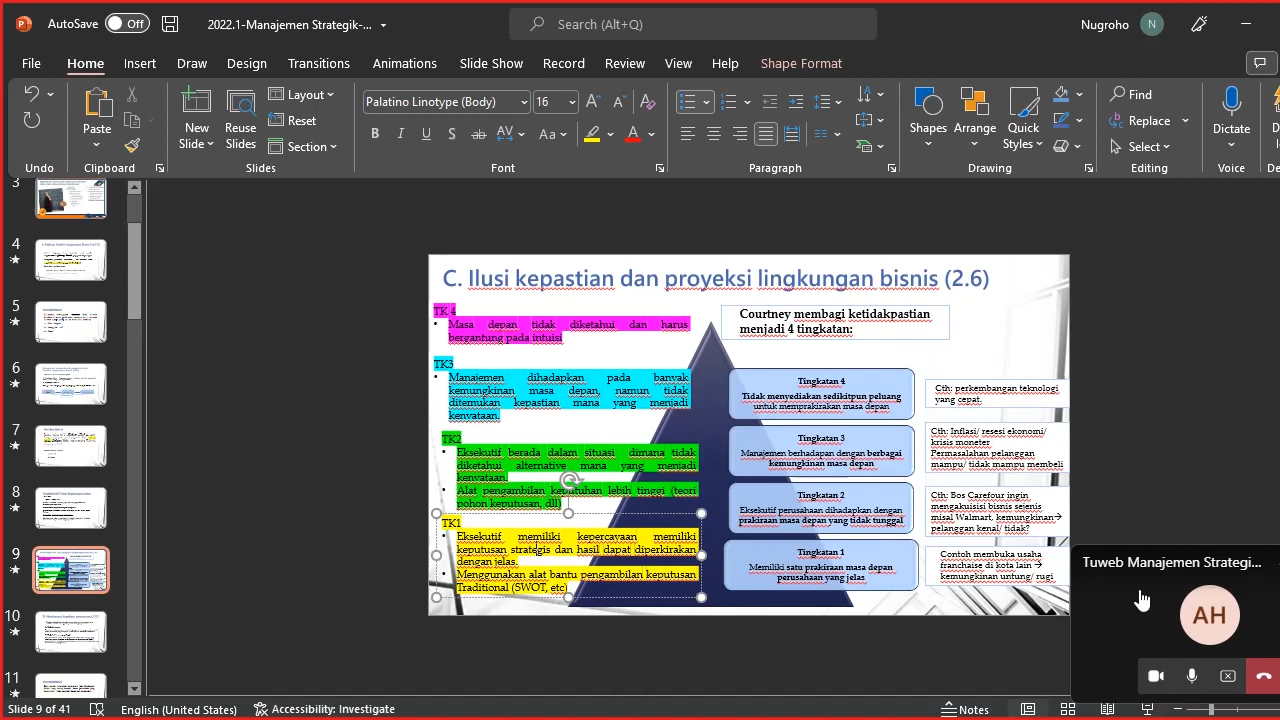 AutoSave Off 2022.1-Manajemen Strategik-... Search (Alt+Q) Nugroho N
File Home Insert Draw Design Transitions Animations Slide Show Record Review View Help Shape Format
Paste
New Slide
Reuse Slides
Layout
Reset
Section
Palatino Linotype (Body) 16
Shapes
Arrange
Quick Styles
Find
Replace
Select
Dictate
Undo Clipboard Slides Font Paragraph Drawing Editing Voice
3
4
5
6
7
8
9
10
11
C. Ilusi kepastian dan proyeksi lingkungan bisnis (2.6)
TK 4
• Masa depan tidak diketahui dan harus
bergantung pada intuisi
TK3
• Manajemen dihadapkan pada banyak
kemungkinan masa depan, namun tidak
ditemukan kepastian mana yang menjadi
kenyataan.
TK2
• Eksekutif berada dalam situasi dimana tidak
diketahui alternative mana yang menjadi
kenyataan.
• Alat pengambilan keputuhan lebih tinggi (teori
pohon keputusan, dll)
TK1
• Eksekutif memiliki kepercayaan memiliki
keputusan strategis dan hasil dapat diperkirakan
dengan jelas.
Menggunakan alat bantu pengambilan keputusan
Traditional (SWOT, etc)
Courtney membagi ketidakpastian
menjadi 4 tingkatan:
Tingkatan 4
Tidak menyediakan sedikitpun peluang
untuk memprakirakan masa depan
Tingkatan 3
Manajemen berhadapan dengan berbagai
kemungkinan masa depan
Tingkatan 2
Eksekutif perusahaan dihadapkan dengan
prakiraan masa depan yang tidak tunggal
Tingkatan 1
Memiliki satu prakiraan masa depan
perusahaan yang jelas
Cth: perkembangan teknologi
yang cepat.
Cth: Inflasi/ resesi ekonomi/
krisis moneter
Permasalahan pelanggan
mampu/ tidak mampu membeli
Cth: Bos carrefour ingin
mengakuisisi bisnis sejenis
misal Walmart, kemungkinan→
pelanggan kenal/ tidak?
Contoh membuka usaha
franchise di kota lain →
kemungkinan untung/ rugi
Tuweb Manajemen Strategi...
AH
Slide 9 of 41 English (United States) Accessibility: Investigate Notes